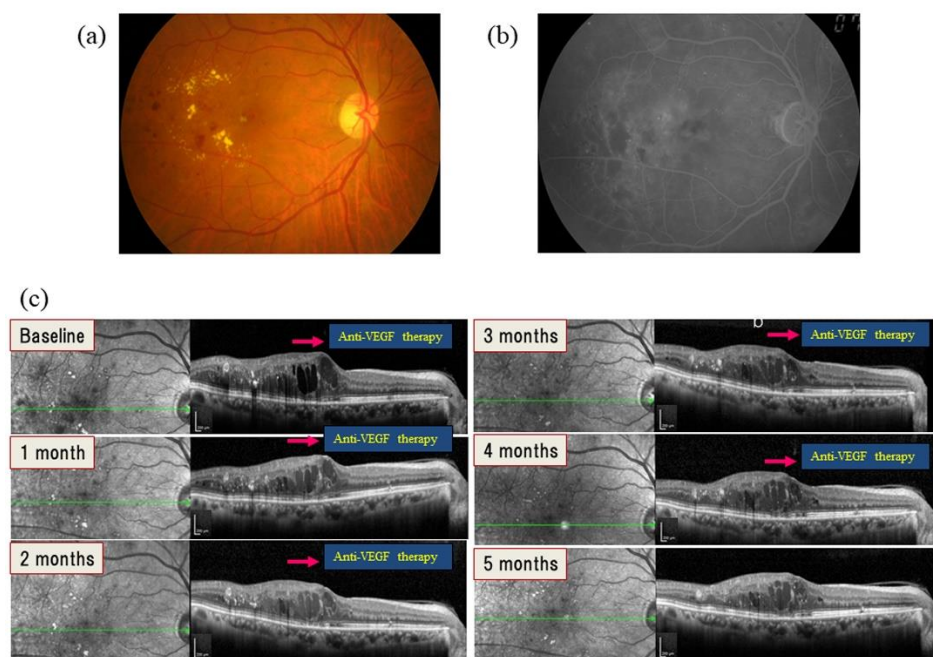 (a)
(b)
07
(c)
Baseline
Anti-VEGF therapy
1 month
Anti-VEGF therapy
2 months
Anti-VEGF therapy
3 months
Anti-VEGF therapy
4 months
Anti-VEGF therapy
5 months